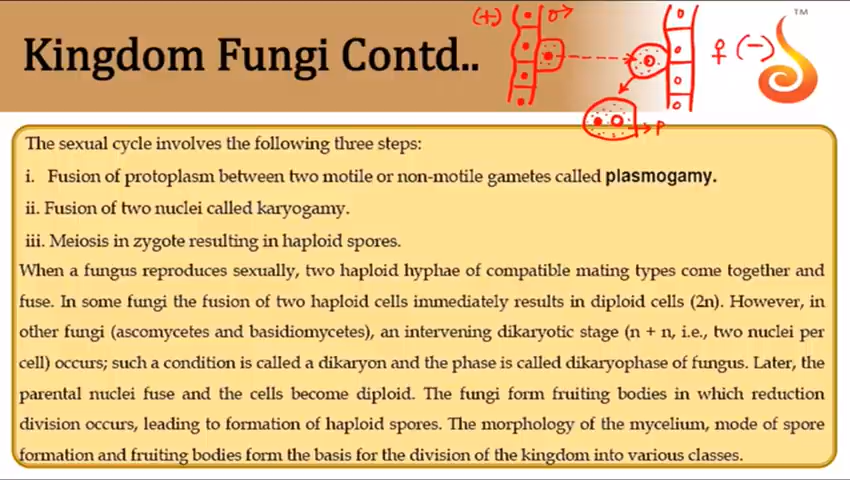 (+)
♂
Kingdom Fungi Contd..
♀ (−)
TM
P
The sexual cycle involves the following three steps:
i. Fusion of protoplasm between two motile or non-motile gametes called plasmogamy.
ii. Fusion of two nuclei called karyogamy.
iii. Meiosis in zygote resulting in haploid spores.
When a fungus reproduces sexually, two haploid hyphae of compatible mating types come together and
fuse. In some fungi the fusion of two haploid cells immediately results in diploid cells (2n). However, in
other fungi (ascomycetes and basidiomycetes), an intervening dikaryotic stage (n + n, i.e., two nuclei per
cell) occurs; such a condition is called a dikaryon and the phase is called dikaryophase of fungus. Later, the
parental nuclei fuse and the cells become diploid. The fungi form fruiting bodies in which reduction
division occurs, leading to formation of haploid spores. The morphology of the mycelium, mode of spore
formation and fruiting bodies form the basis for the division of the kingdom into various classes.